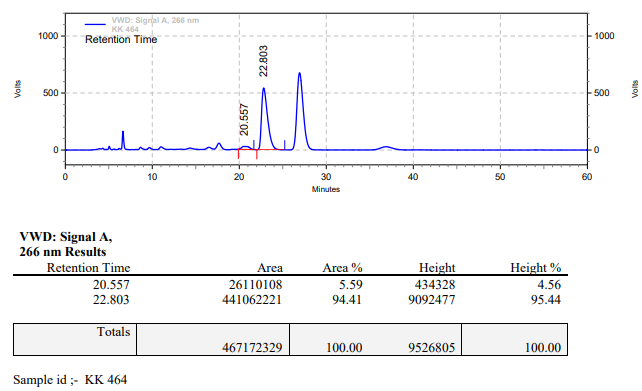 VWD: Signal A, 266 nm
KK 464
Retention Time
1000
500
0
Volts
20.557
22.803
1000
500
0
Volts
0 10 20 30 40 50 60
Minutes
VWD: Signal A,
266 nm Results
Retention Time Area Area % Height Height %
20.557 26110108 5.59 434328 4.56
22.803 441062221 94.41 9092477 95.44
Totals
467172329 100.00 9526805 100.00
Sample id ;- KK 464